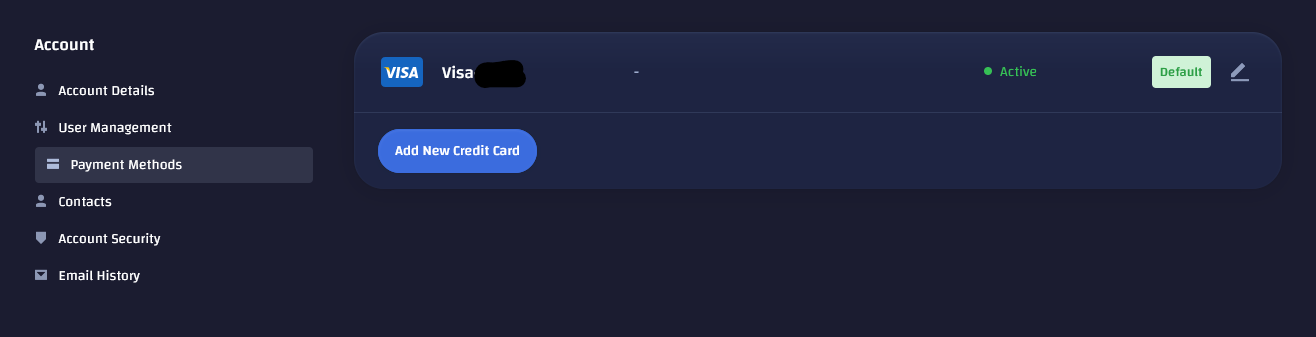 Account
Account Details
User Management
Payment Methods
Contacts
Account Security
Email History
VISA Visa - Active Default
Add New Credit Card